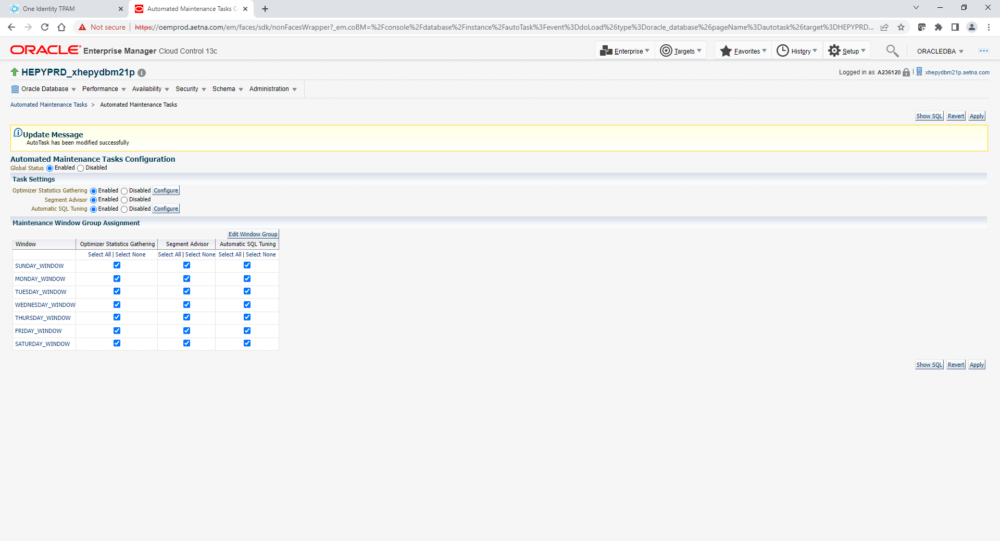 One Identity TPAM
Automated Maintenance Tasks C
Not secure
https://oemprod.aetna.com/em/faces/sdk/nonFacesWrapper?_em.coBM=%2Fconsole%2Fdatabase%2Finstance%2FautoTask%3Fevent%3DdoLoad%26type%3Doracle_database%26pageName%3Dautotask%26target%3DHEPYPRD...
ORACLE Enterprise Manager Cloud Control 13c
Enterprise Targets Favorites History Setup ORACLEDBA
HEPYPRD_xhepydbm21p
Logged in as A236120 | xhepydbm21p.aetna.com
Oracle Database Performance Availability Security Schema Administration
Automated Maintenance Tasks > Automated Maintenance Tasks
Show SQL Revert Apply
Update Message
AutoTask has been modified successfully
Automated Maintenance Tasks Configuration
Global Status Enabled Disabled
Task Settings
Optimizer Statistics Gathering Enabled Disabled Configure
Segment Advisor Enabled Disabled
Automatic SQL Tuning Enabled Disabled Configure
Maintenance Window Group Assignment
Edit Window Group
Window Optimizer Statistics Gathering Segment Advisor Automatic SQL Tuning
Select All | Select None Select All | Select None Select All | Select None
SUNDAY_WINDOW
MONDAY_WINDOW
TUESDAY_WINDOW
WEDNESDAY_WINDOW
THURSDAY_WINDOW
FRIDAY_WINDOW
SATURDAY_WINDOW
Show SQL Revert Apply